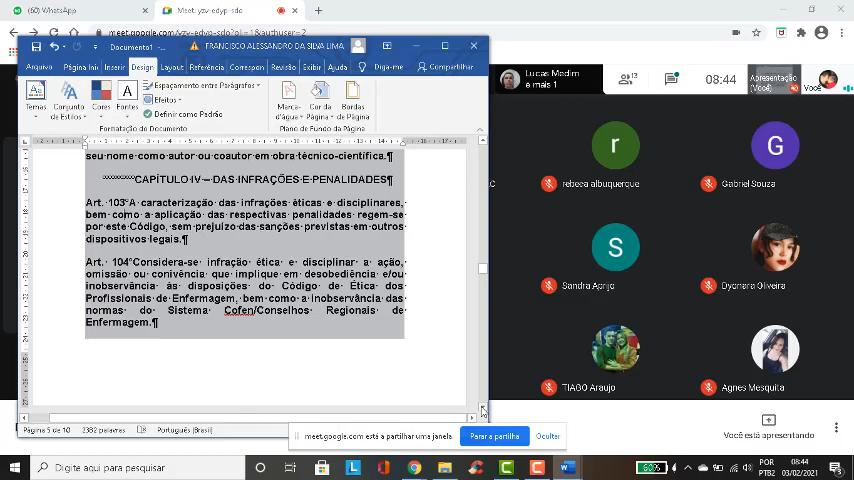 (60) WhatsApp
Meet: yzv-edyp-sdo
meet.google.com/yzv-edyp-sdo?pli=1&authuser=2
Documento1 -...
FRANCISCO ALESSANDRO DA SILVA LIMA
Arquivo Página Inici Inserir Design Layout Referência Correspon Revisão Exibir Ajuda Diga-me Compartilhar
Temas
Conjunto de Estilos
Cores
Fontes
Espaçamento entre Parágrafos
Efeitos
Definir como Padrão
Marca-d'água
Cor da Página
Bordas da Página
Formatação do Documento
Plano de Fundo da Página
seu·nome·como·autor·ou·coautor·em·obra·técnico-científica.¶
CAPÍTULO·IV·–·DAS·INFRAÇÕES·E·PENALIDADES¶
Art. 103°A caracterização das infrações éticas e disciplinares,
bem como a aplicação das respectivas penalidades regem-se
por este Código, sem prejuízo das sanções previstas em outros
dispositivos·legais.¶
Art. 104°Considera-se infração ética e disciplinar a ação,
omissão ou conivência que implique em desobediência e/ou
inobservância às disposições do Código de Ética dos
Profissionais de Enfermagem, bem como a inobservância das
normas do Sistema Cofen/Conselhos Regionais de
Enfermagem.¶
Página 5 de 10 2382 palavras Português (Brasil)
meet.google.com está a partilhar uma janela.
Parar a partilha
Ocultar
Lucas Medim
e mais 1
13
08:44
Apresentação
(Você)
Você
r
rebeca albuquerque
G
Gabriel Souza
S
Sandra Aprijo
Dyonara Oliveira
TIAGO Araujo
Agnes Mesquita
Você está apresentando
Digite aqui para pesquisar
60%
POR
PTB2
08:44
03/02/2021